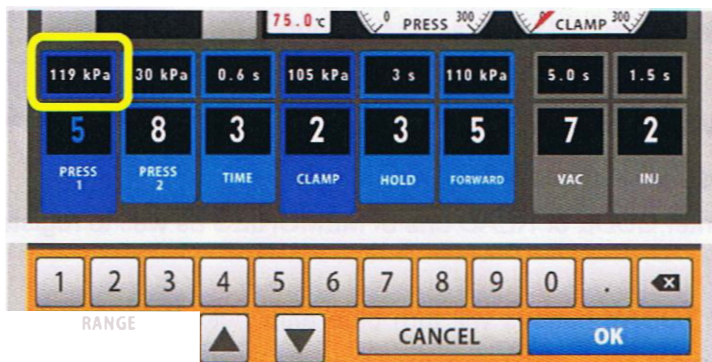 75.0 ℃ 0 PRESS 300 0 CLAMP 300
119 kPa 30 kPa 0.6 s 105 kPa 3 s 110 kPa 5.0 s 1.5 s
5 8 3 2 3 5 7 2
PRESS 1 PRESS 2 TIME CLAMP HOLD FORWARD VAC INJ
1 2 3 4 5 6 7 8 9 0 .
RANGE
CANCEL OK